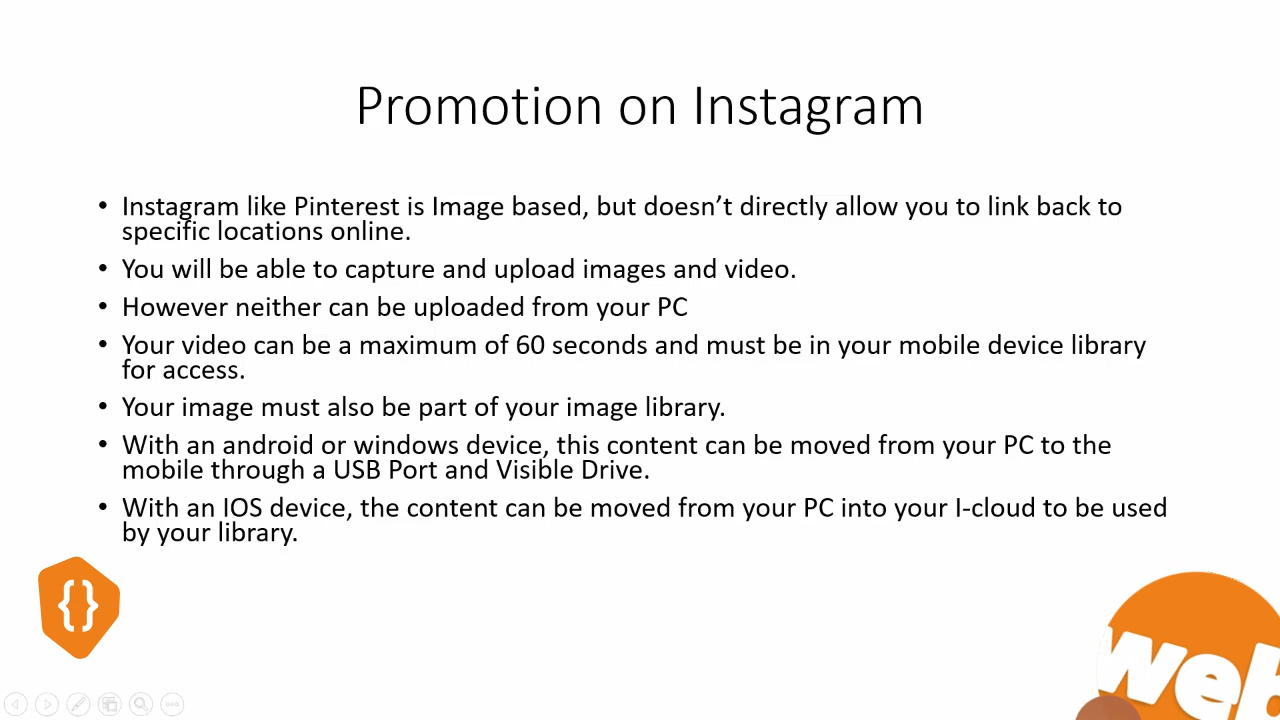 Promotion on Instagram
• Instagram like Pinterest is Image based, but doesn’t directly allow you to link back to
specific locations online.
• You will be able to capture and upload images and video.
• However neither can be uploaded from your PC
• Your video can be a maximum of 60 seconds and must be in your mobile device library
for access.
• Your image must also be part of your image library.
• With an android or windows device, this content can be moved from your PC to the
mobile through a USB Port and Visible Drive.
• With an IOS device, the content can be moved from your PC into your I-cloud to be used
by your library.
{}
web